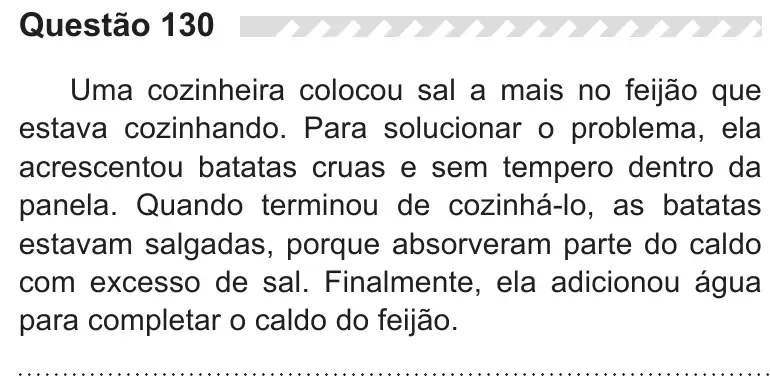 Questão 130
Uma cozinheira colocou sal a mais no feijão que
estava cozinhando. Para solucionar o problema, ela
acrescentou batatas cruas e sem tempero dentro da
panela. Quando terminou de cozinhá-lo, as batatas
estavam salgadas, porque absorveram parte do caldo
com excesso de sal. Finalmente, ela adicionou água
para completar o caldo do feijão.